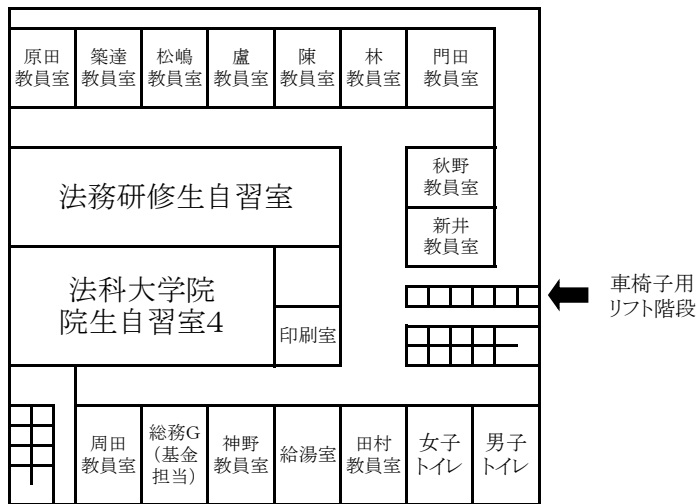 原田
教員室
築達
教員室
松嶋
教員室
盧
教員室
陳
教員室
林
教員室
門田
教員室
法務研修生自習室
秋野
教員室
新井
教員室
法科大学院
院生自習室4
印刷室
車椅子用
リフト階段
周田
教員室
総務G
（基金
担当）
神野
教員室
給湯室
田村
教員室
女子
トイレ
男子
トイレ